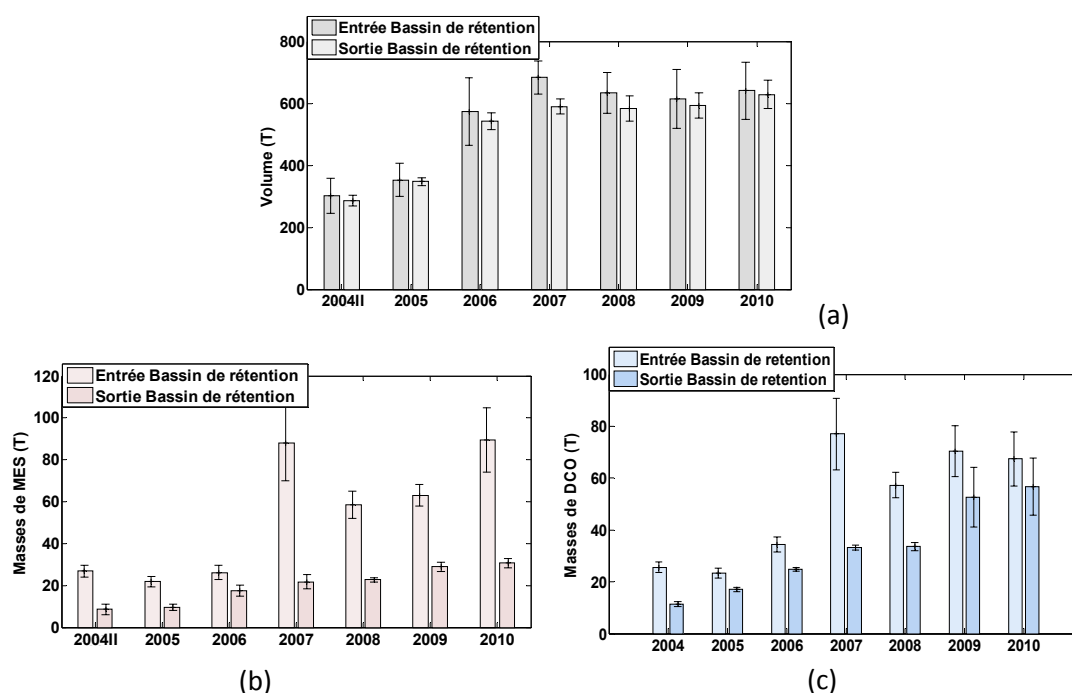 Entrée Bassin de rétention
Sortie Bassin de rétention
800
600
400
200
0
Volume (T)
2004II 2005 2006 2007 2008 2009 2010
(a)
Entrée Bassin de rétention
Sortie Bassin de rétention
120
100
80
60
40
20
0
Masses de MES (T)
2004II 2005 2006 2007 2008 2009 2010
(b)
Entrée Bassin de retention
Sortie Bassin de retention
100
80
60
40
20
0
Masses de DCO (T)
2004 2005 2006 2007 2008 2009 2010
(c)